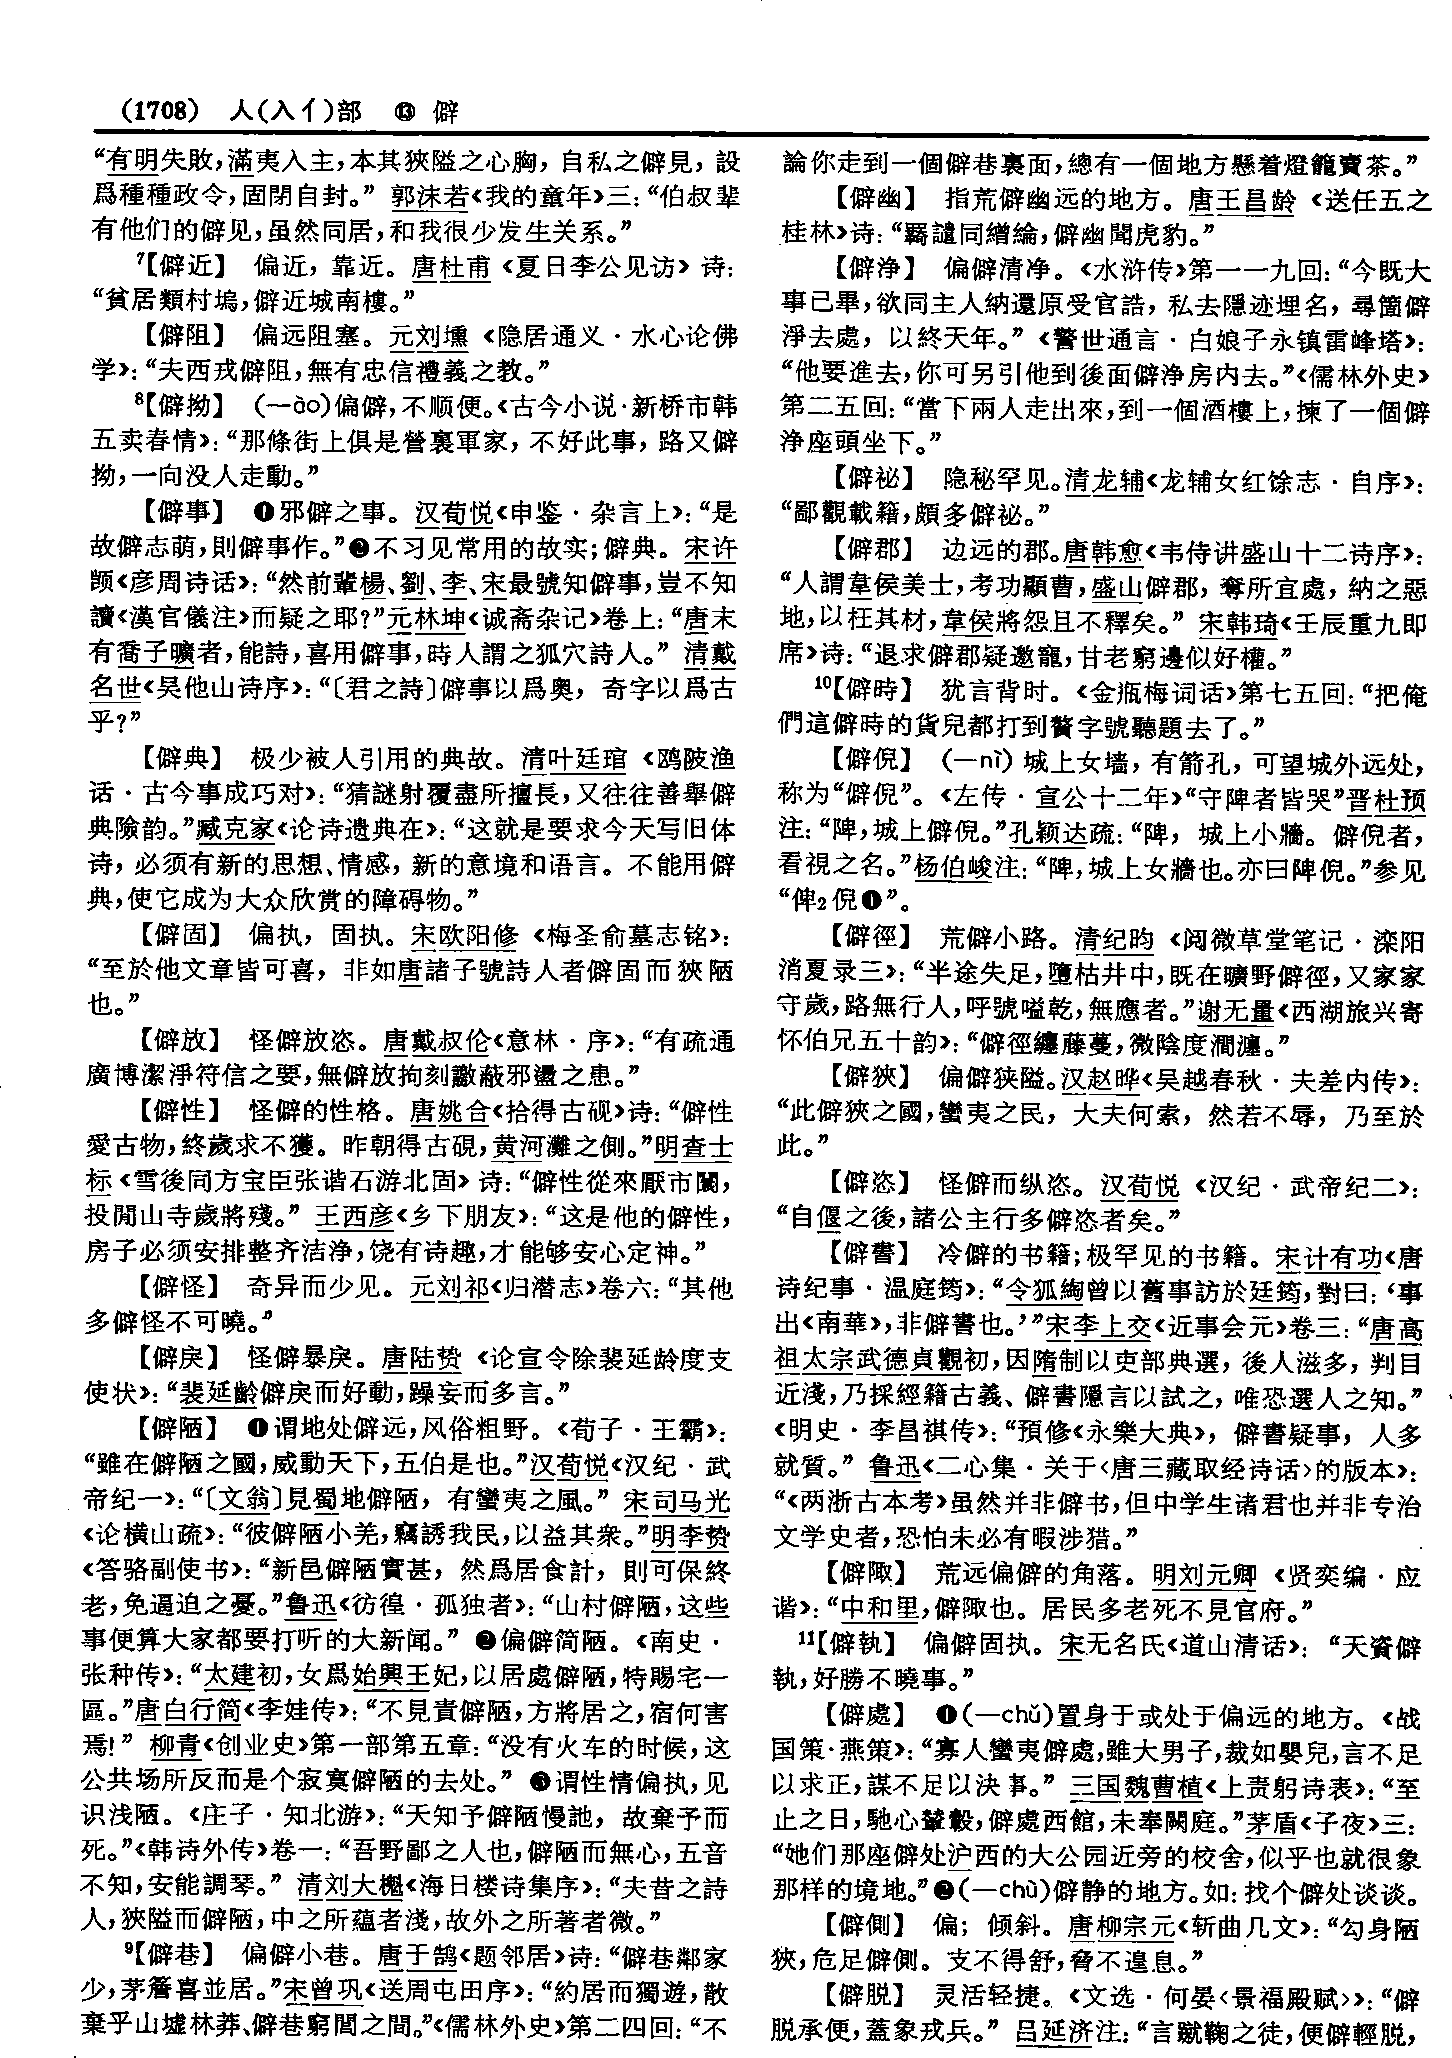 (1708) 人(入亻)部 ⓭ 僻
“有明失敗,滿夷入主,本其狹隘之心胸，自私之僻見，設
爲種種政令,固閉自封。” 郭沫若《我的童年》三:“伯叔辈
有他们的僻见,虽然同居,和我很少发生关系。”
⁷【僻近】 偏近，靠近。唐杜甫《夏日李公见访》诗:
“貧居類村塢,僻近城南樓。”
【僻阻】 偏远阻塞。元刘壎《隐居通义·水心论佛
学》:“夫西戎僻阻,無有忠信禮義之教。”
⁸【僻拗】 (—ào)偏僻,不顺便。《古今小说·新桥市韩
五卖春情》:“那條街上俱是營裏軍家，不好此事，路又僻
拗,一向没人走動。”
【僻事】 ❶邪僻之事。汉荀悦《申鉴·杂言上》:“是
故僻志萌,則僻事作。”❷不习见常用的故实;僻典。宋许
顗《彦周诗话》:“然前輩楊、劉、李、宋最號知僻事,豈不知
讀《漢官儀注》而疑之耶?”元林坤《诚斋杂记》卷上:“唐末
有喬子曠者,能詩,喜用僻事,時人謂之狐穴詩人。” 清戴
名世《吴他山诗序》:“〔君之詩〕僻事以爲奥，奇字以爲古
乎?”
【僻典】 极少被人引用的典故。清叶廷琯《鸥陂渔
话·古今事成巧对》:“猜謎射覆盡所擅長,又往往善舉僻
典險韵。”臧克家《论诗遗典在》:“这就是要求今天写旧体
诗，必须有新的思想、情感，新的意境和语言。不能用僻
典,使它成为大众欣赏的障碍物。”
【僻固】 偏执，固执。宋欧阳修《梅圣俞墓志铭》:
“至於他文章皆可喜，非如唐諸子號詩人者僻固而狹陋
也。”
【僻放】 怪僻放恣。唐戴叔伦《意林·序》:“有疏通
廣博潔淨符信之要,無僻放拘刻譏蔽邪盪之患。”
【僻性】 怪僻的性格。唐姚合《拾得古砚》诗:“僻性
愛古物,終歲求不獲。昨朝得古硯,黄河灘之側。”明查士
标《雪後同方宝臣张谐石游北固》诗:“僻性從來厭市闤,
投閒山寺歲將殘。” 王西彦《乡下朋友》:“这是他的僻性,
房子必须安排整齐洁净,饶有诗趣,才能够安心定神。”
【僻怪】 奇异而少见。元刘祁《归潜志》卷六:“其他
多僻怪不可曉。”
【僻戾】 怪僻暴戾。唐陆贽《论宣令除裴延龄度支
使状》:“裴延齡僻戾而好動,躁妄而多言。”
【僻陋】 ❶谓地处僻远,风俗粗野。《荀子·王霸》:
“雖在僻陋之國,威動天下,五伯是也。”汉荀悦《汉纪·武
帝纪一》:“〔文翁〕見蜀地僻陋，有蠻夷之風。” 宋司马光
《论横山疏》:“彼僻陋小羌,竊誘我民,以益其衆。”明李贽
《答骆副使书》:“新邑僻陋實甚，然爲居食計，則可保終
老,免逼迫之憂。”鲁迅《彷徨·孤独者》:“山村僻陋,这些
事便算大家都要打听的大新闻。” ❷偏僻简陋。《南史·
张种传》:“太建初,女爲始興王妃,以居處僻陋,特賜宅一
區。”唐白行简《李娃传》:“不見責僻陋,方將居之,宿何害
焉!” 柳青《创业史》第一部第五章:“没有火车的时候,这
公共场所反而是个寂寞僻陋的去处。” ❸谓性情偏执,见
识浅陋。《庄子·知北游》:“天知予僻陋慢訑，故棄予而
死。”《韩诗外传》卷一:“吾野鄙之人也,僻陋而無心,五音
不知,安能調琴。” 清刘大櫆《海日楼诗集序》:“夫昔之詩
人,狹隘而僻陋,中之所蘊者淺,故外之所著者微。”
⁹【僻巷】 偏僻小巷。唐于鹄《题邻居》诗:“僻巷鄰家
少,茅簷喜並居。”宋曾巩《送周屯田序》:“約居而獨遊,散
棄乎山墟林莽、僻巷窮閭之間。”《儒林外史》第二四回:“不
論你走到一個僻巷裏面,總有一個地方懸着燈籠賣茶。”
【僻幽】 指荒僻幽远的地方。唐王昌龄《送任五之
桂林》诗:“羇譴同繒綸,僻幽聞虎豹。”
【僻净】 偏僻清净。《水浒传》第一一九回:“今既大
事已畢,欲同主人納還原受官誥，私去隱迹埋名，尋箇僻
淨去處，以終天年。”《警世通言·白娘子永镇雷峰塔》:
“他要進去,你可另引他到後面僻净房内去。”《儒林外史》
第二五回:“當下兩人走出來,到一個酒樓上,揀了一個僻
净座頭坐下。”
【僻祕】 隐秘罕见。清龙辅《龙辅女红馀志·自序》:
“鄙觀載籍,頗多僻祕。”
【僻郡】 边远的郡。唐韩愈《韦侍讲盛山十二诗序》:
“人謂韋侯美士,考功顯曹,盛山僻郡，奪所宜處，納之惡
地,以枉其材,韋侯將怨且不釋矣。” 宋韩琦《壬辰重九即
席》诗:“退求僻郡疑邀寵,甘老窮邊似好權。”
¹⁰【僻時】 犹言背时。《金瓶梅词话》第七五回:“把俺
們這僻時的貨兒都打到贅字號聽題去了。”
【僻倪】 (—nì)城上女墙，有箭孔，可望城外远处，
称为“僻倪”。《左传·宣公十二年》“守陴者皆哭”晋杜预
注:“陴,城上僻倪。”孔颖达疏:“陴，城上小牆。僻倪者,
看視之名。”杨伯峻注:“陴,城上女牆也。亦曰陴倪。”参见
“俾₂倪❶”。
【僻徑】 荒僻小路。清纪昀《阅微草堂笔记·滦阳
消夏录三》:“半途失足,墮枯井中,既在曠野僻徑,又家家
守歲,路無行人,呼號嗌乾,無應者。”谢无量《西湖旅兴寄
怀伯兄五十韵》:“僻徑纏藤蔓,微陰度澗瀍。”
【僻狹】 偏僻狭隘。汉赵晔《吴越春秋·夫差内传》:
“此僻狹之國,蠻夷之民，大夫何索，然若不辱，乃至於
此。”
【僻恣】 怪僻而纵恣。汉荀悦《汉纪·武帝纪二》:
“自偃之後,諸公主行多僻恣者矣。”
【僻書】 冷僻的书籍;极罕见的书籍。宋计有功《唐
诗纪事·温庭筠》:“令狐綯曾以舊事訪於廷筠,對曰:‘事
出《南華》,非僻書也。’”宋李上交《近事会元》卷三:“唐高
祖太宗武德貞觀初,因隋制以吏部典選，後人滋多，判目
近淺,乃採經籍古義、僻書隱言以試之，唯恐選人之知。”
《明史·李昌祺传》:“預修《永樂大典》，僻書疑事，人多
就質。” 鲁迅《二心集·关于〈唐三藏取经诗话〉的版本》:
“《两浙古本考》虽然并非僻书,但中学生诸君也并非专治
文学史者,恐怕未必有暇涉猎。”
【僻陬】 荒远偏僻的角落。明刘元卿《贤奕编·应
谐》:“中和里,僻陬也。居民多老死不見官府。”
¹¹【僻執】 偏僻固执。宋无名氏《道山清话》:“天資僻
執,好勝不曉事。”
【僻處】 ❶(—chǔ)置身于或处于偏远的地方。《战
国策·燕策》:“寡人蠻夷僻處,雖大男子,裁如嬰兒,言不足
以求正,謀不足以決事。” 三国魏曹植《上责躬诗表》:“至
止之日,馳心輦轂,僻處西館,未奉闕庭。”茅盾《子夜》三:
“她们那座僻处沪西的大公园近旁的校舍,似乎也就很象
那样的境地。”❷(—chù)僻静的地方。如:找个僻处谈谈。
【僻側】 偏；倾斜。唐柳宗元《斩曲几文》:“勾身陋
狹,危足僻側。支不得舒,脅不遑息。”
【僻脱】 灵活轻捷。《文选·何晏〈景福殿赋〉》:“僻
脱承便,蓋象戎兵。” 吕延济注:“言蹴鞠之徒,便僻輕脱,